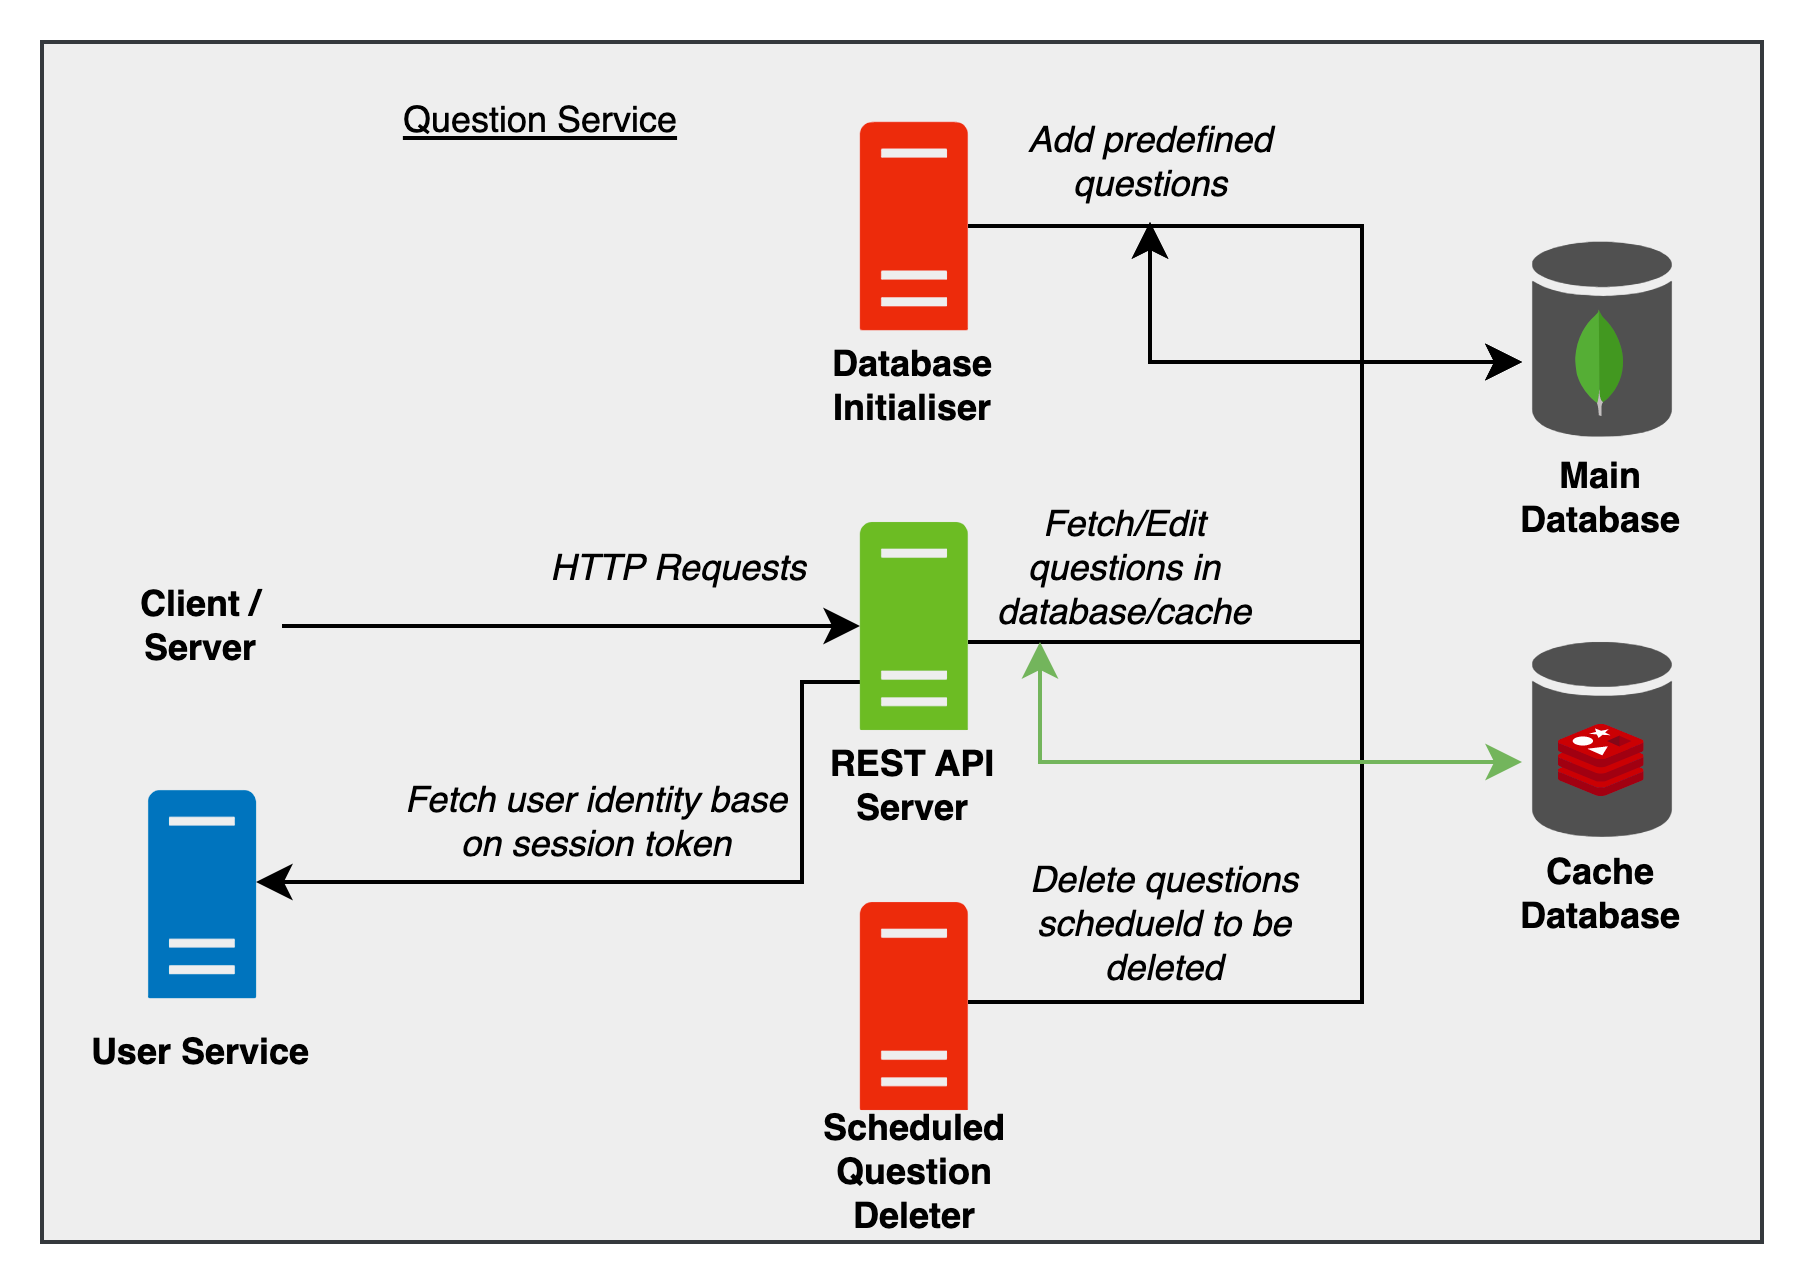 Question Service
Add predefined
questions
Database
Initialiser
Main
Database
Fetch/Edit
questions in
database/cache
HTTP Requests
Client /
Server
REST API
Server
Fetch user identity base
on session token
Cache
Database
Delete questions
schedueld to be
deleted
User Service
Scheduled
Question
Deleter